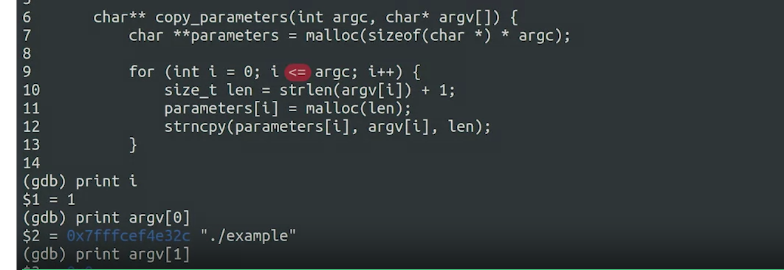 6 char** copy_parameters(int argc, char* argv[]) {
7 char **parameters = malloc(sizeof(char *) * argc);
8
9 for (int i = 0; i <= argc; i++) {
10 size_t len = strlen(argv[i]) + 1;
11 parameters[i] = malloc(len);
12 strncpy(parameters[i], argv[i], len);
13 }
14
(gdb) print i
$1 = 1
(gdb) print argv[0]
$2 = 0x7fffcef4e32c "./example"
(gdb) print argv[1]